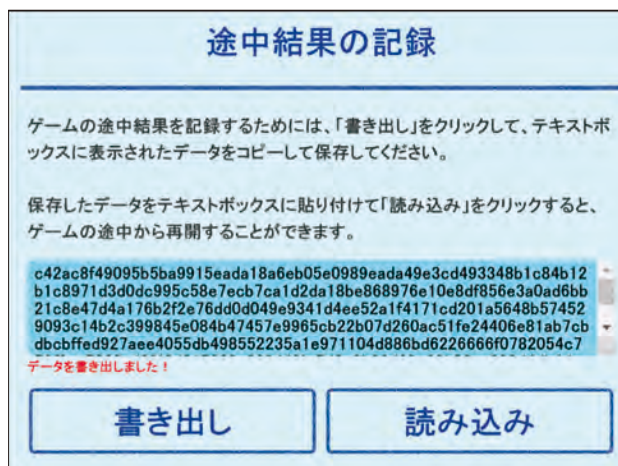 途中結果の記録
ゲームの途中結果を記録するためには、「書き出し」をクリックして、テキストボ
ックスに表示されたデータをコピーして保存してください。
保存したデータをテキストボックスに貼り付けて「読み込み」をクリックすると、
ゲームの途中から再開することができます。
c42ac8f49095b5ba9915eada18a6eb05e0989eada49e3cd493348b1c84b12
b1c8971d3d0dc995c58e7ecb7ca1d2da18be868976e10e8df856e3a0ad6bb
21c8e47d4a176b2f2e76dd0d049e9341d4ee52a1f4171cd201a5648b57452
9093c14b2c399845e084b47457e9965cb22b07d260ac51fe24406e81ab7cb
dbcbffed927aee4055db498552235a1e971104d886bd6226666f0782054c7
データを書き出しました！
書き出し
読み込み